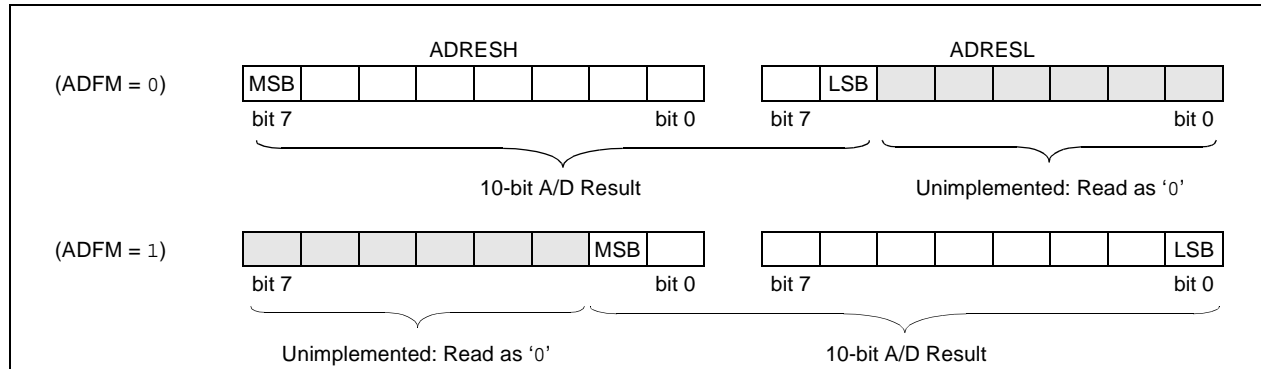 ADRESH ADRESL
(ADFM = 0) MSB LSB
bit 7 bit 0 bit 7 bit 0
10-bit A/D Result Unimplemented: Read as ‘0’
(ADFM = 1) MSB LSB
bit 7 bit 0 bit 7 bit 0
Unimplemented: Read as ‘0’ 10-bit A/D Result